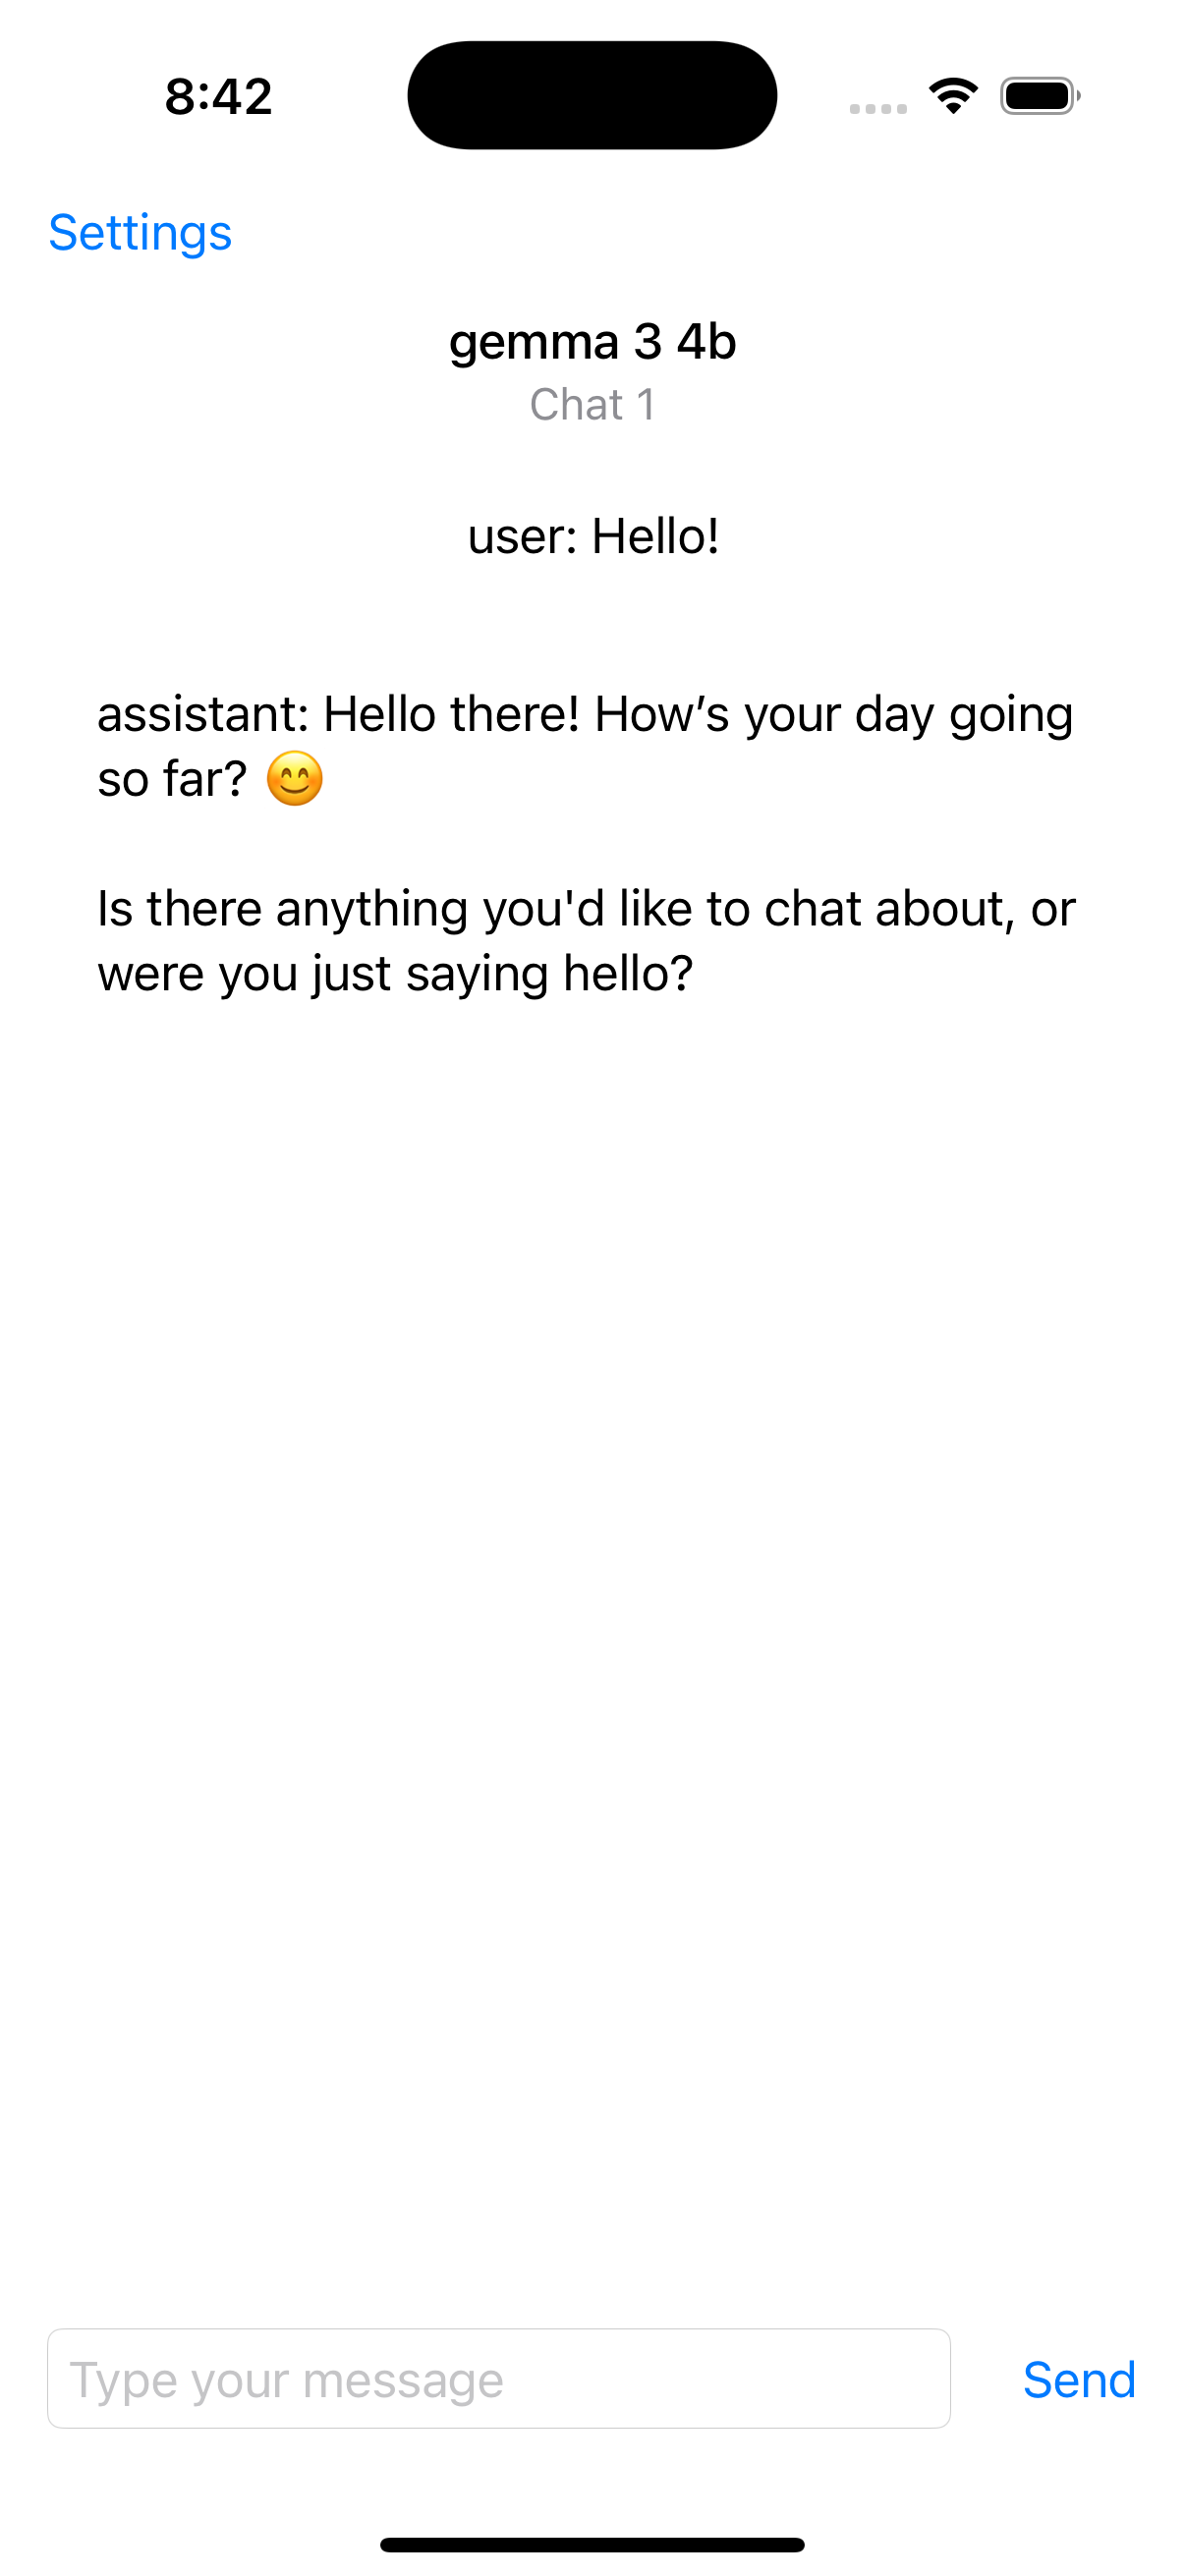 8:42
Settings
gemma 3 4b
Chat 1
user: Hello!
assistant: Hello there! How’s your day going
so far? 😊
Is there anything you'd like to chat about, or
were you just saying hello?
Type your message
Send